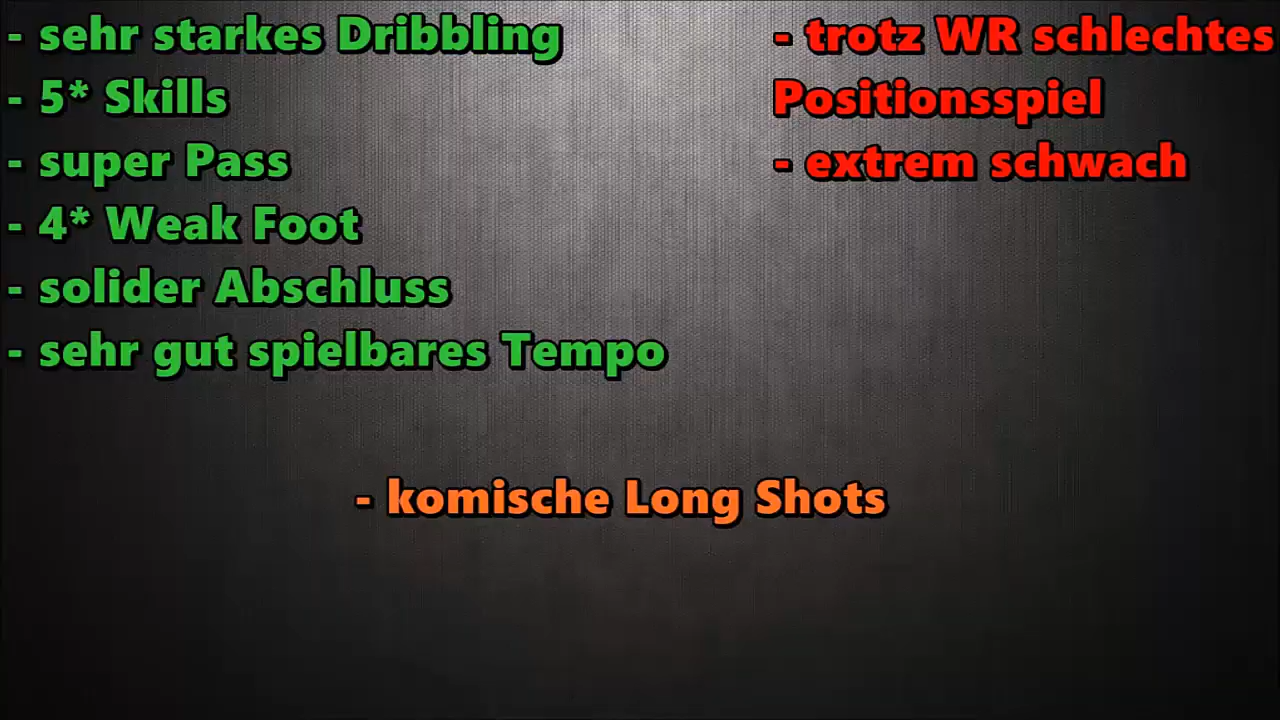 - sehr starkes Dribbling
- 5* Skills
- super Pass
- 4* Weak Foot
- solider Abschluss
- sehr gut spielbares Tempo
- trotz WR schlechtes
Positionsspiel
- extrem schwach
- komische Long Shots